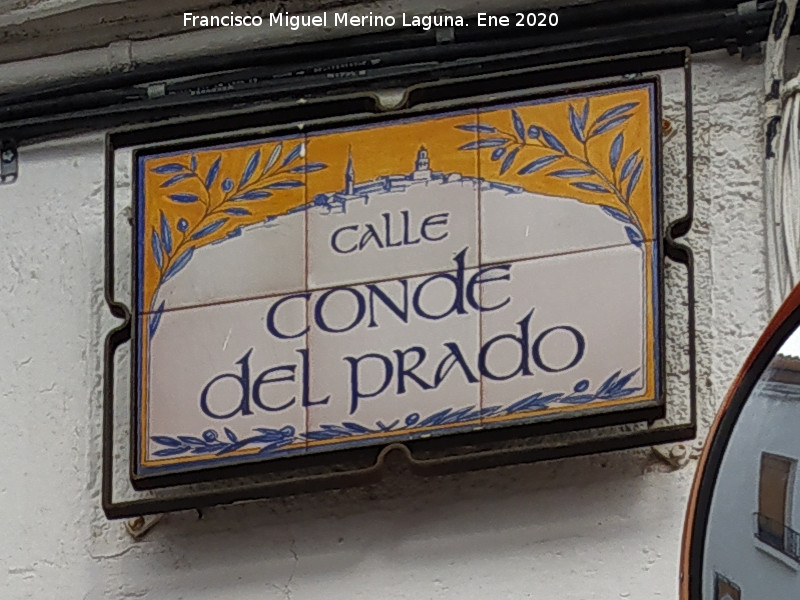 Francisco Miguel Merino Laguna. Ene 2020
CALLE
CONDE
DEL PRADO